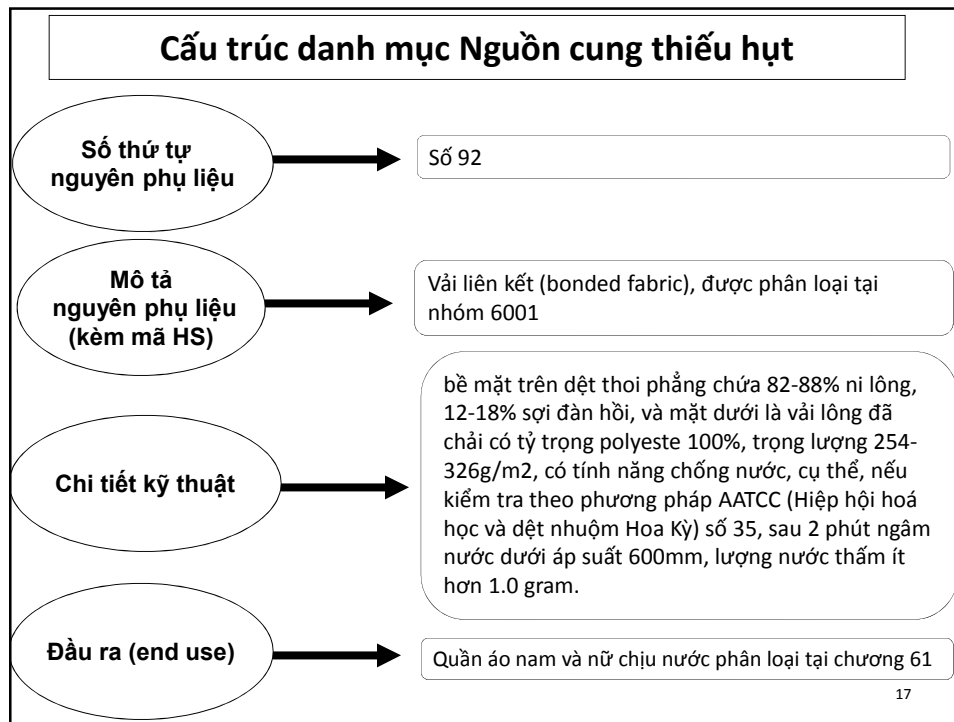 Cấu trúc danh mục Nguồn cung thiếu hụt
Số thứ tự
nguyên phụ liệu
Số 92
Mô tả
nguyên phụ liệu
(kèm mã HS)
Vải liên kết (bonded fabric), được phân loại tại
nhóm 6001
Chi tiết kỹ thuật
bề mặt trên dệt thoi phẳng chứa 82-88% ni lông,
12-18% sợi đàn hồi, và mặt dưới là vải lông đã
chải có tỷ trọng polyeste 100%, trọng lượng 254-
326g/m2, có tính năng chống nước, cụ thể, nếu
kiểm tra theo phương pháp AATCC (Hiệp hội hoá
học và dệt nhuộm Hoa Kỳ) số 35, sau 2 phút ngâm
nước dưới áp suất 600mm, lượng nước thấm ít
hơn 1.0 gram.
Đầu ra (end use)
Quần áo nam và nữ chịu nước phân loại tại chương 61
17